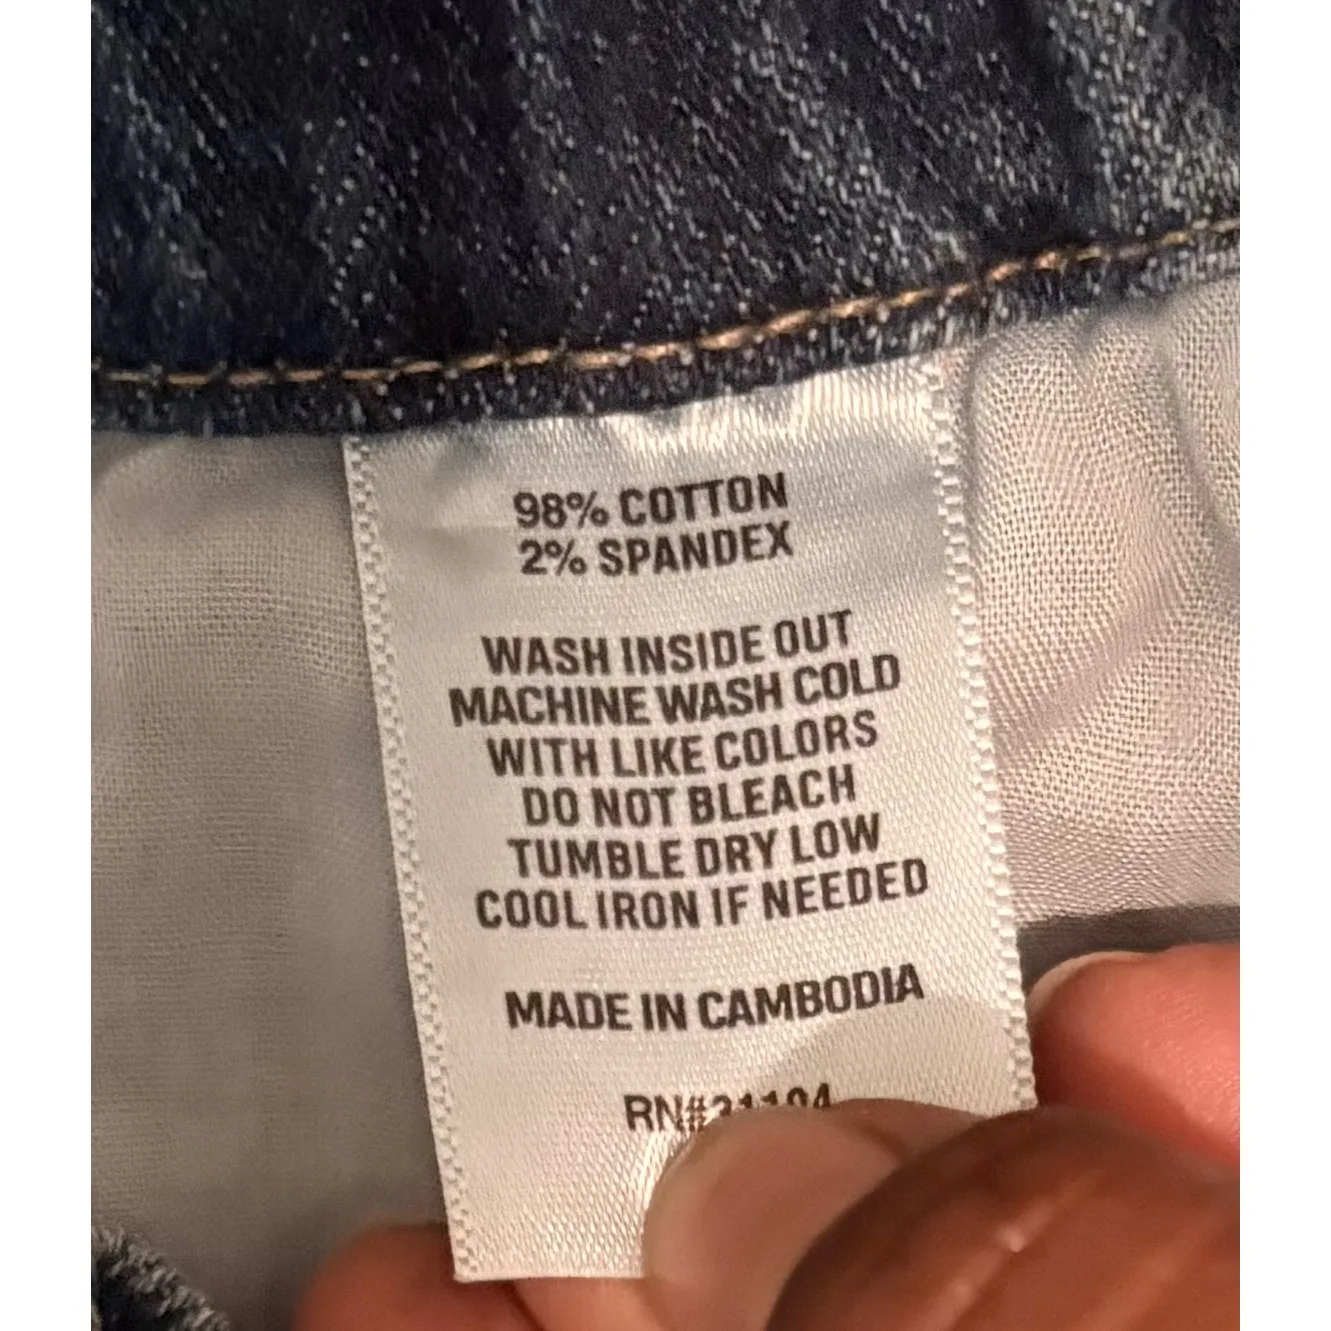 98% COTTON
2% SPANDEX
WASH INSIDE OUT
MACHINE WASH COLD
WITH LIKE COLORS
DO NOT BLEACH
TUMBLE DRY LOW
COOL IRON IF NEEDED
MADE IN CAMBODIA